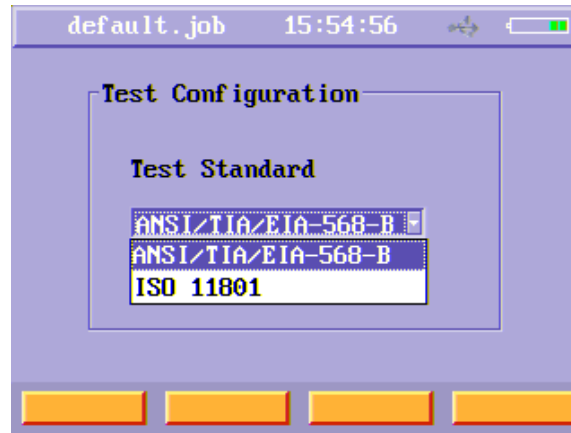 default.job 15:54:56
Test Configuration
Test Standard
ANSI/TIA/EIA-568-B
ANSI/TIA/EIA-568-B
ISO 11801